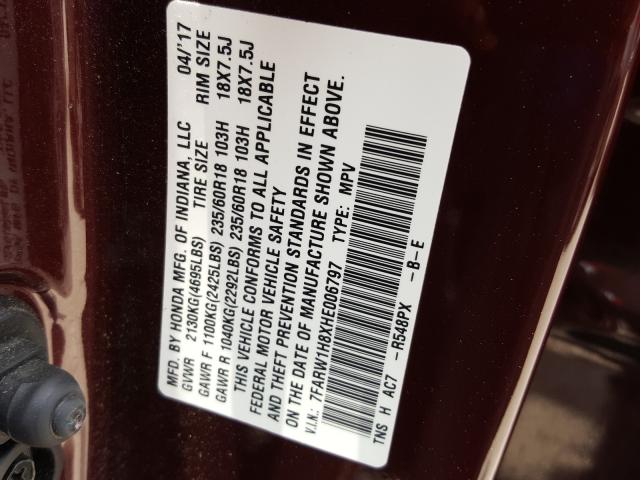 MFD. BY HONDA MFG. OF INDIANA, LLC 04/'17
GVWR 2130KG(4695LBS) TIRE SIZE RIM SIZE
GAWR F 1100KG(2425LBS) 235/60R18 103H 18X7.5J
GAWR R 1040KG(2292LBS) 235/60R18 103H 18X7.5J
THIS VEHICLE CONFORMS TO ALL APPLICABLE
FEDERAL MOTOR VEHICLE SAFETY
AND THEFT PREVENTION STANDARDS IN EFFECT
ON THE DATE OF MANUFACTURE SHOWN ABOVE.
V.I.N.: 7FARW1H8XHE006797 TYPE: MPV
TNS H AC7 -R548PX -B-E